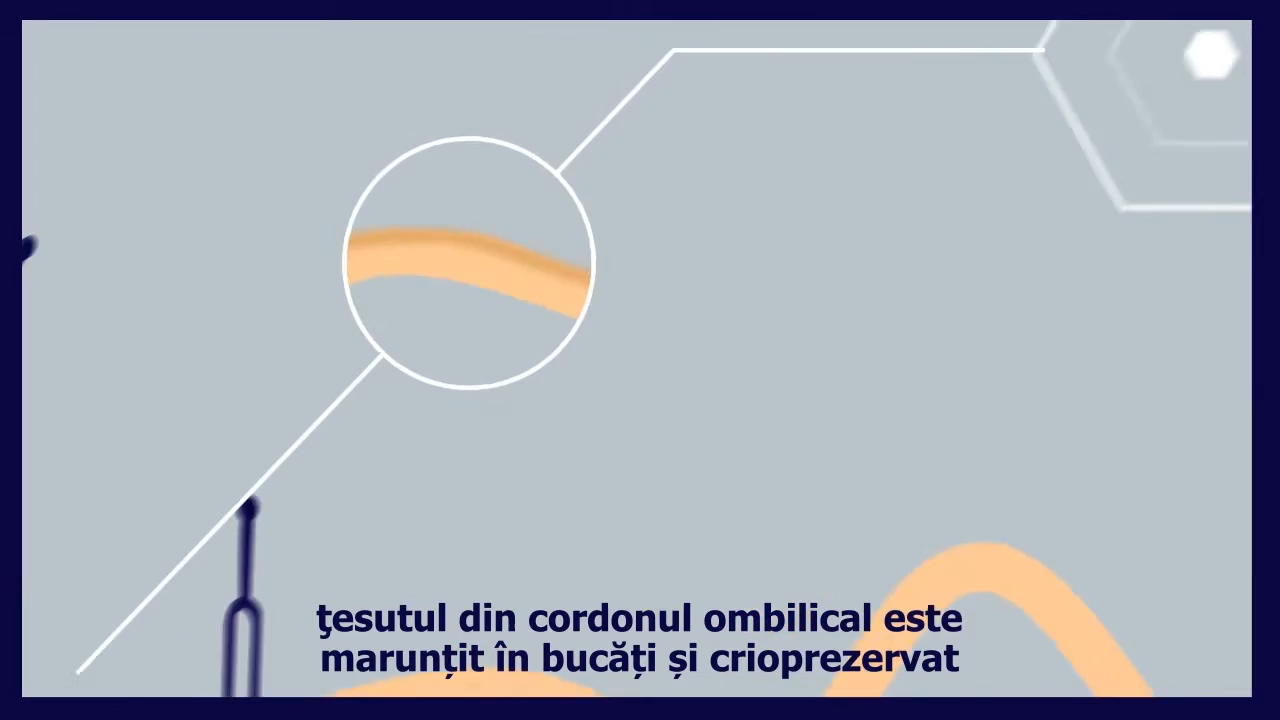 ţesutul din cordonul ombilical este
marunțit în bucăți și crioprezervat